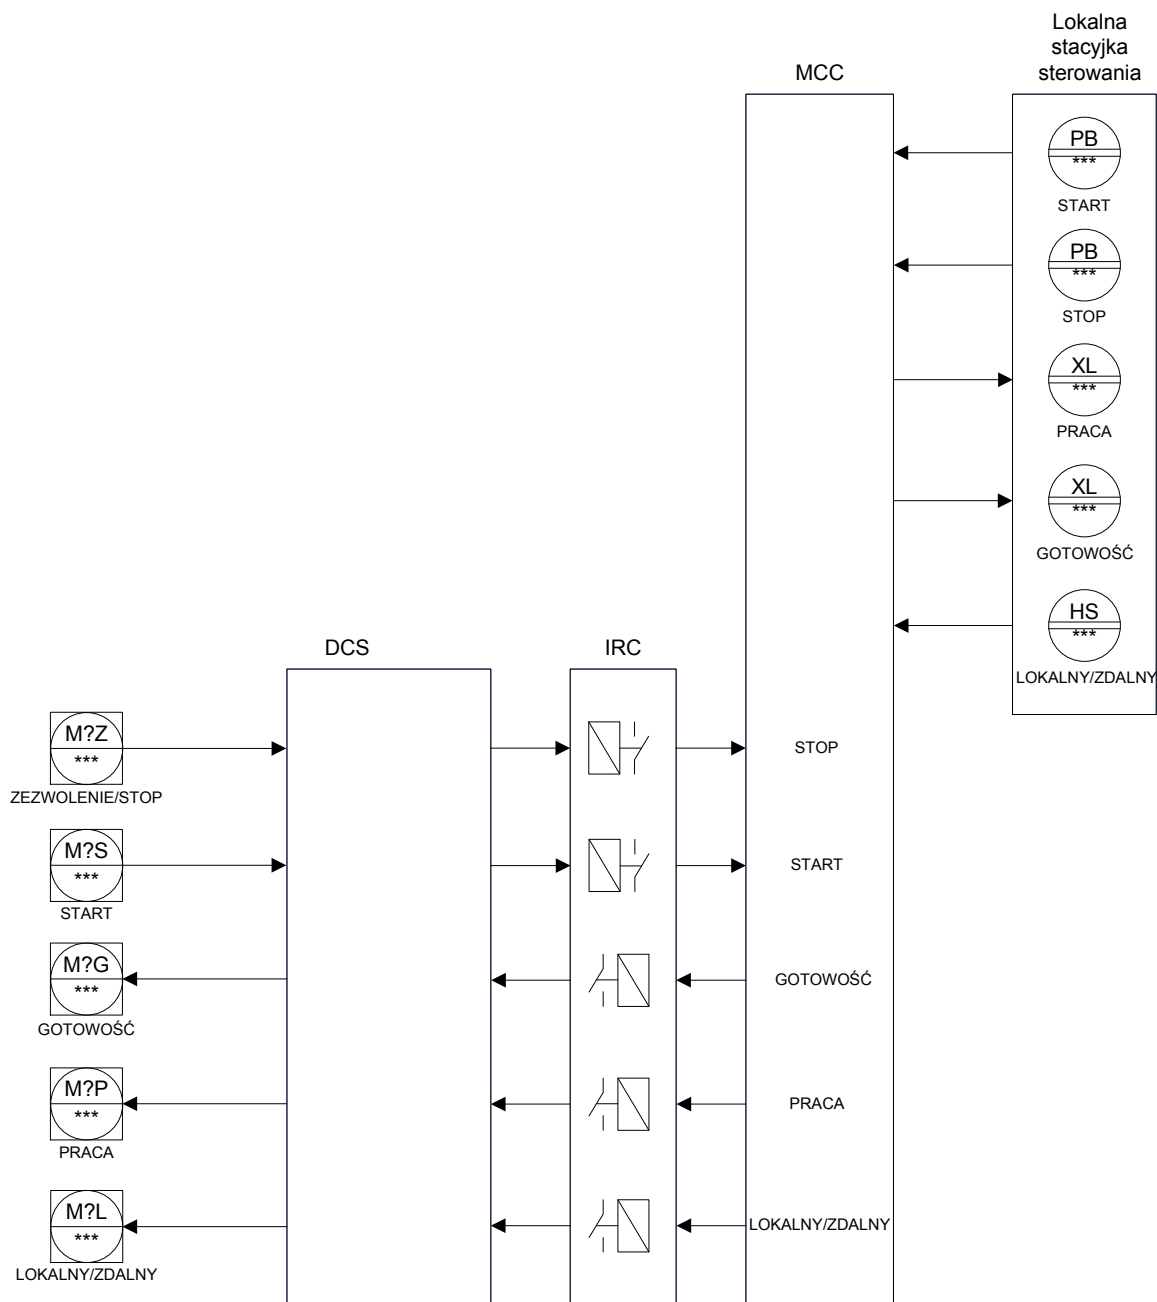 Lokalna
stacyjka
sterowania
MCC
PB
***
START
PB
***
STOP
XL
***
PRACA
XL
***
GOTOWOŚĆ
HS
***
LOKALNY/ZDALNY
DCS
IRC
M?Z
***
ZEZWOLENIE/STOP
STOP
M?S
***
START
START
M?G
***
GOTOWOŚĆ
GOTOWOŚĆ
M?P
***
PRACA
PRACA
M?L
***
LOKALNY/ZDALNY
LOKALNY/ZDALNY